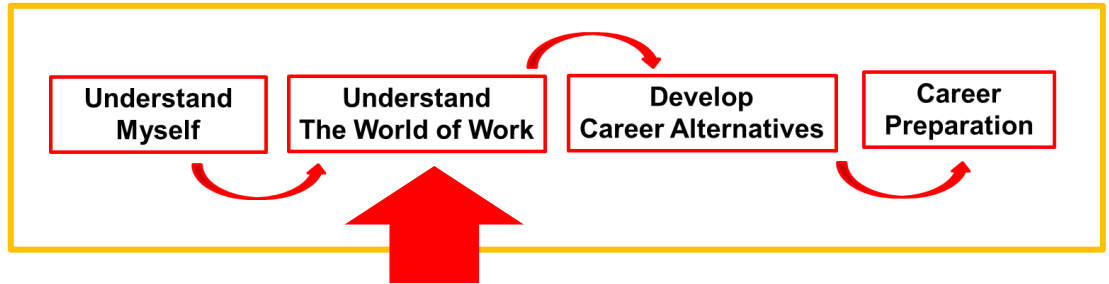 Understand
Myself
Understand
The World of Work
Develop
Career Alternatives
Career
Preparation